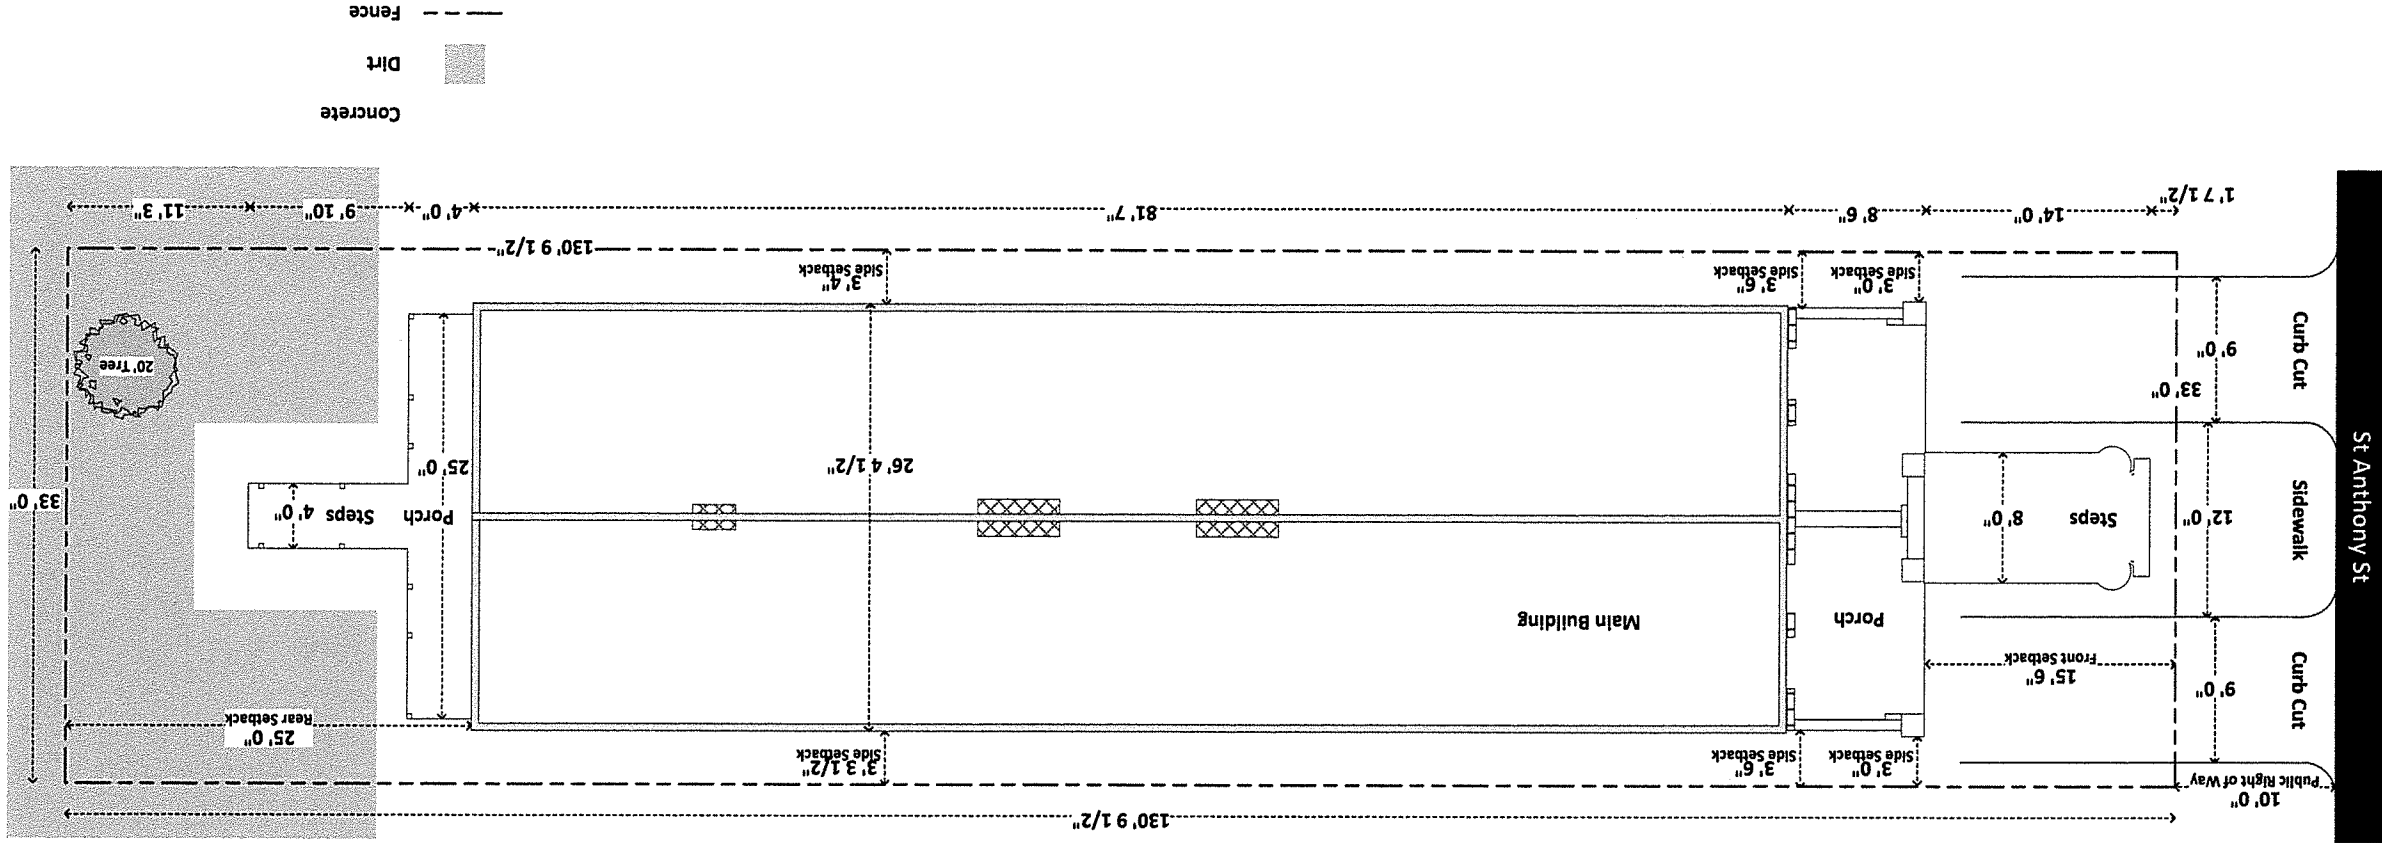 130' 9 1/2"
10' 0"
Public Right of Way
3' 0"
Side Setback
3' 6"
Side Setback
3' 3 1/2"
Side Setback
25' 0"
Rear Setback
Curb Cut
9' 0"
15' 6"
Front Setback
Porch
Main Building
St Anthony St
Sidewalk
12' 0"
Steps
8' 0"
Porch
Steps
4' 0"
33' 0"
26' 4 1/2"
25' 0"
Curb Cut
9' 0"
33' 0"
20' Tree
3' 0"
Side Setback
3' 6"
Side Setback
3' 4"
Side Setback
130' 9 1/2"
1' 7 1/2"
14' 0"
8' 6"
81' 7"
4' 0"
9' 10"
11' 3"
Concrete
Dirt
Fence